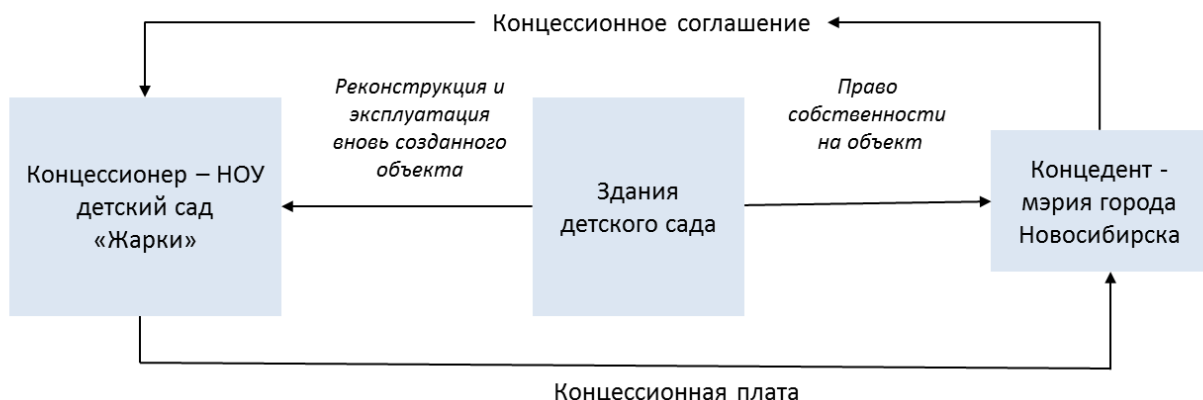 Концессионное соглашение
Реконструкция и
эксплуатация
вновь созданного
объекта
Право
собственности
на объект
Концессионер – НОУ
детский сад
«Жарки»
Здания
детского сада
Концедент -
мэрия города
Новосибирска
Концессионная плата